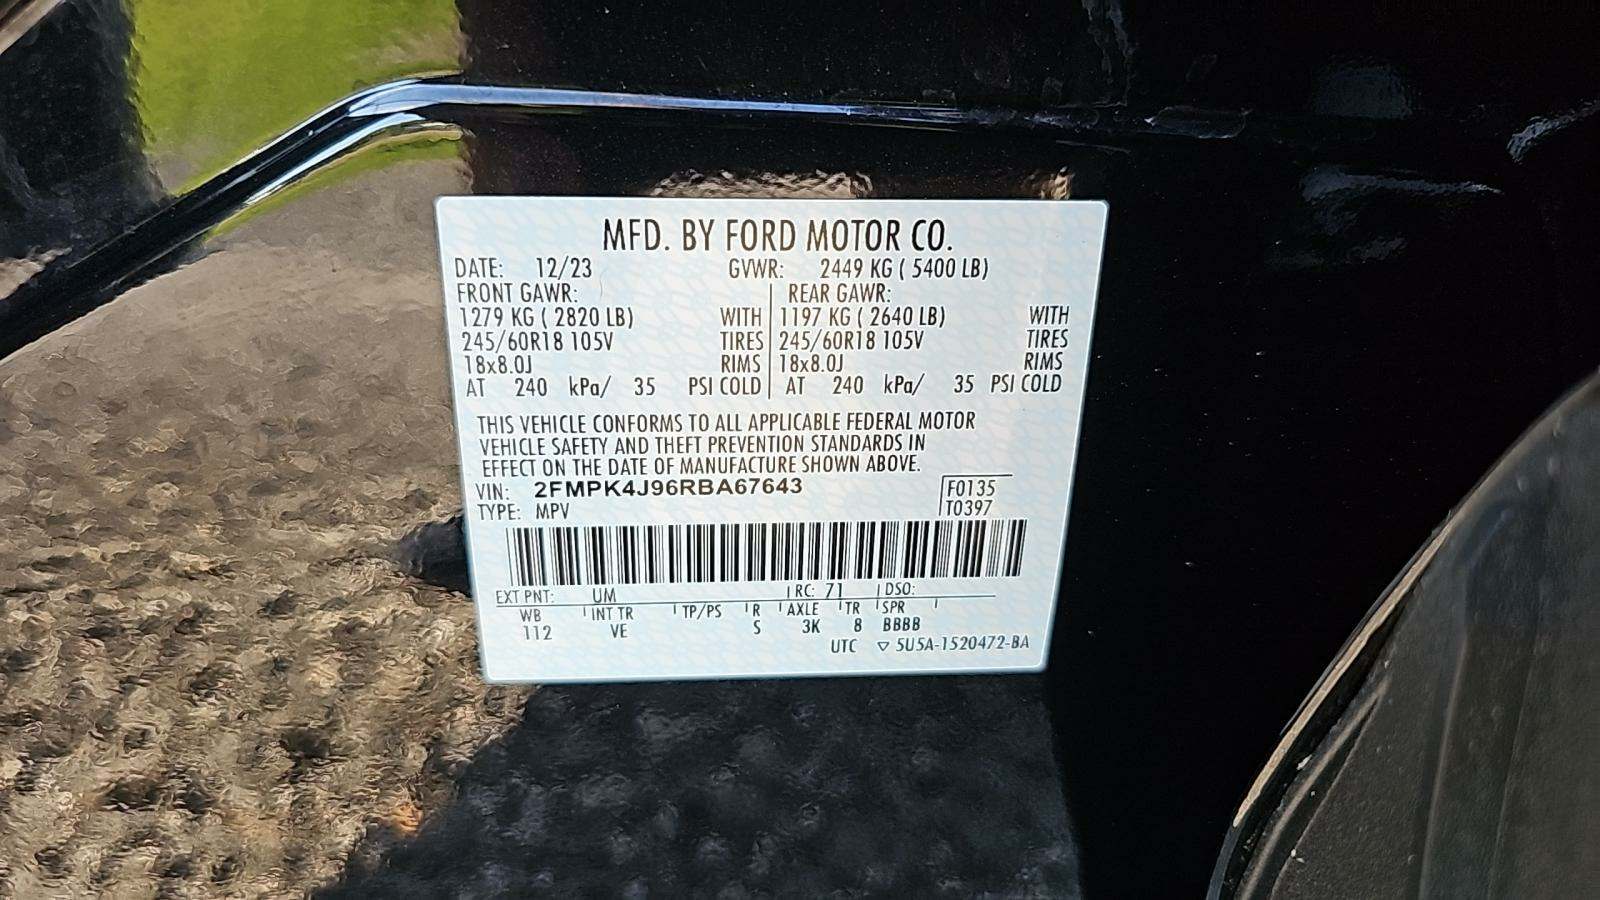 MFD. BY FORD MOTOR CO.
DATE: 12/23 GVWR: 2449 KG ( 5400 LB)
FRONT GAWR: REAR GAWR:
1279 KG ( 2820 LB) WITH 1197 KG ( 2640 LB) WITH
245/60R18 105V TIRES 245/60R18 105V TIRES
18x8.0J RIMS 18x8.0J RIMS
AT 240 kPa/ 35 PSI COLD AT 240 kPa/ 35 PSI COLD
THIS VEHICLE CONFORMS TO ALL APPLICABLE FEDERAL MOTOR
VEHICLE SAFETY AND THEFT PREVENTION STANDARDS IN
EFFECT ON THE DATE OF MANUFACTURE SHOWN ABOVE.
VIN: 2FMPK4J96RBA67643 F0135
TYPE: MPV T0397
EXT PNT: UM RC: 71 DSO:
WB INT TR TP/PS R AXLE TR SPR
112 VE S 3K 8 BBBB
UTC ▽ 5U5A-1520472-BA